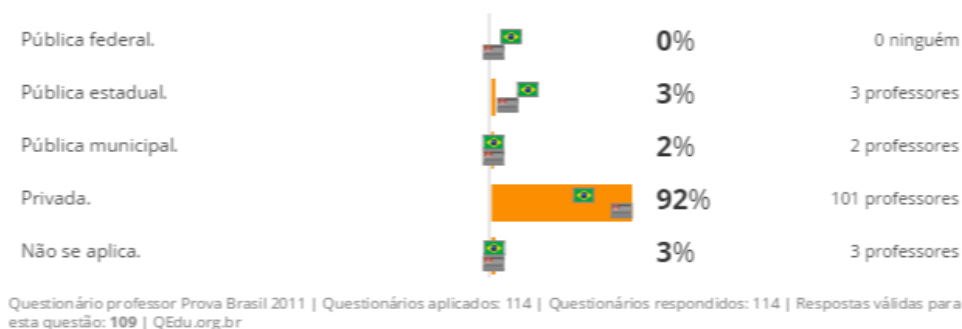 Pública federal. 0% 0 ninguém
Pública estadual. 3% 3 professores
Pública municipal. 2% 2 professores
Privada. 92% 101 professores
Não se aplica. 3% 3 professores
Questionário professor Prova Brasil 2011 | Questionários aplicados: 114 | Questionários respondidos: 114 | Respostas válidas para
esta questão: 109 | QEdu.org.br